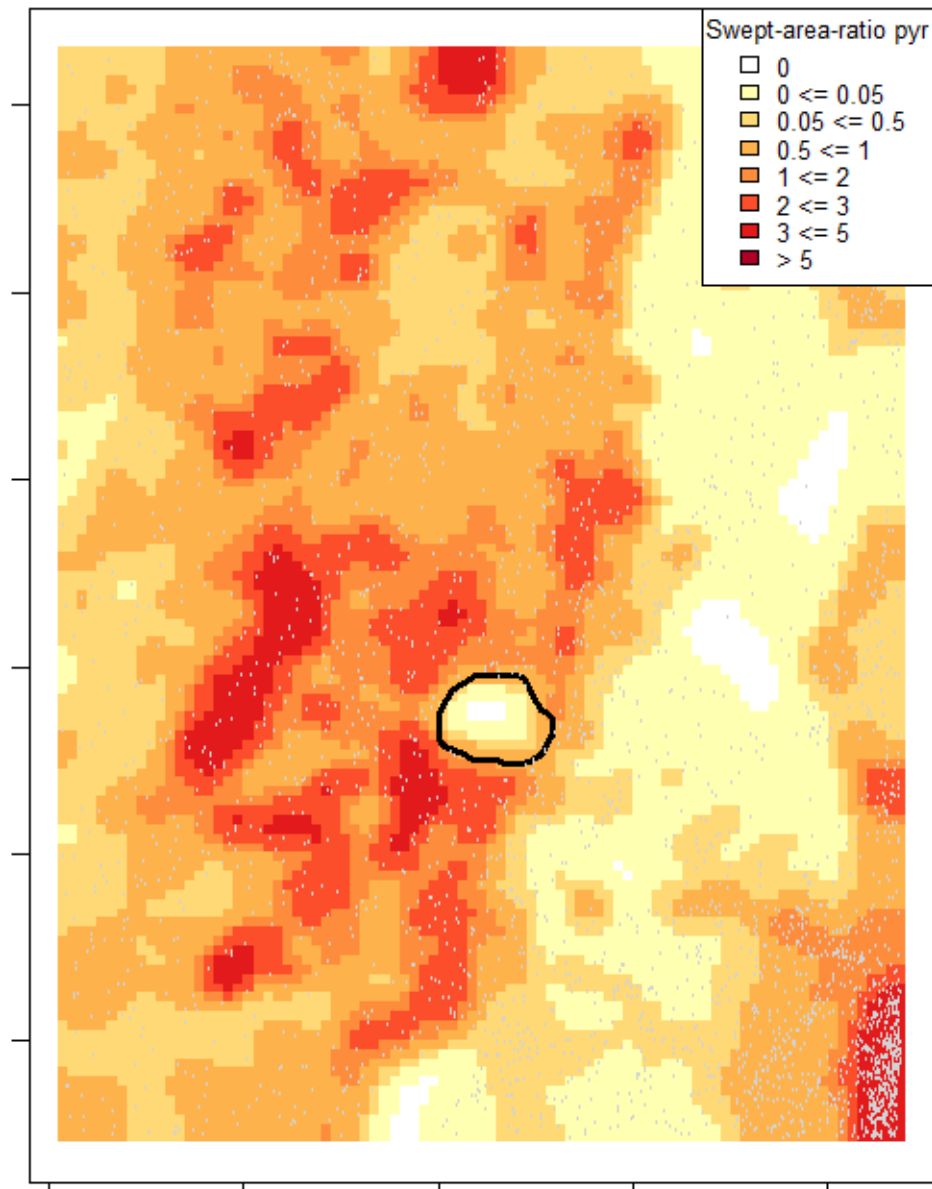 Swept-area-ratio pyr
0
0 <= 0.05
0.05 <= 0.5
0.5 <= 1
1 <= 2
2 <= 3
3 <= 5
> 5